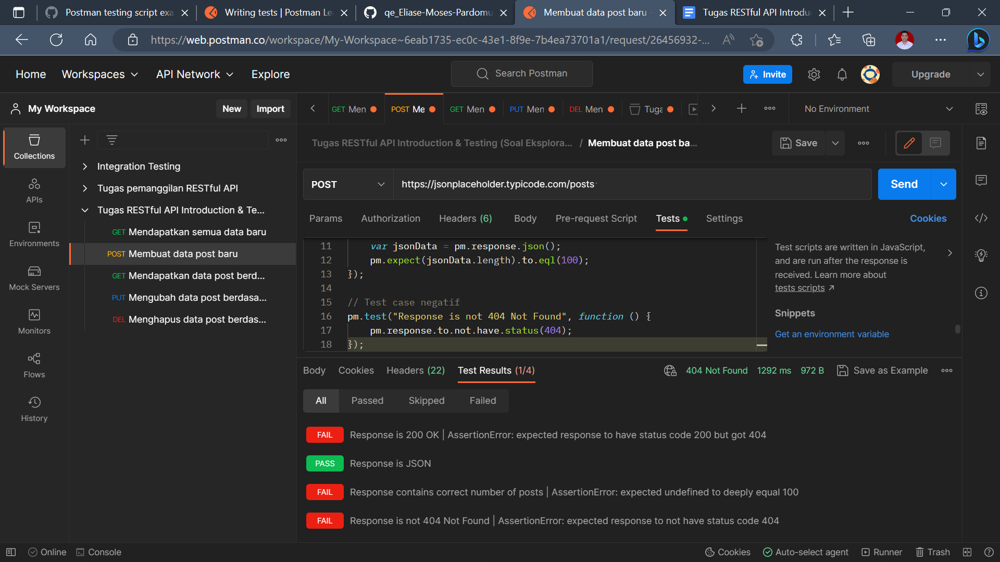 Postman testing script exa
Writing tests | Postman Le
qe_Eliase-Moses-Pardomu
Membuat data post baru -
Tugas RESTful API Introdu
https://web.postman.co/workspace/My-Workspace~6eab1735-ec0c-43e1-8f9e-7b4ea73701a1/request/26456932-...
Home
Workspaces
API Network
Explore
Search Postman
Invite
Upgrade
My Workspace
New
Import
GET Men
POST Me
GET Men
PUT Men
DEL Men
Tuga
No Environment
Collections
APIs
Environments
Mock Servers
Monitors
Flows
History
Integration Testing
Tugas pemanggilan RESTful API
Tugas RESTful API Introduction & Te...
GET Mendapatkan semua data baru
POST Membuat data post baru
GET Mendapatkan data post berd...
PUT Mengubah data post berdasa...
DEL Menghapus data post berdas...
Tugas RESTful API Introduction & Testing (Soal Eksplora... / Membuat data post ba...
Save
POST
https://jsonplaceholder.typicode.com/posts
Send
Params
Authorization
Headers (6)
Body
Pre-request Script
Tests
Settings
Cookies
11 var jsonData = pm.response.json();
12 pm.expect(jsonData.length).to.eql(100);
13 });
14
15 // Test case negatif
16 pm.test("Response is not 404 Not Found", function () {
17 pm.response.to.not.have.status(404);
18 });
Test scripts are written in JavaScript,
and are run after the response is
received. Learn more about
tests scripts
Snippets
Get an environment variable
Body
Cookies
Headers (22)
Test Results (1/4)
404 Not Found
1292 ms
972 B
Save as Example
All
Passed
Skipped
Failed
FAIL Response is 200 OK | AssertionError: expected response to have status code 200 but got 404
PASS Response is JSON
FAIL Response contains correct number of posts | AssertionError: expected undefined to deeply equal 100
FAIL Response is not 404 Not Found | AssertionError: expected response to not have status code 404
Online
Console
Cookies
Auto-select agent
Runner
Trash